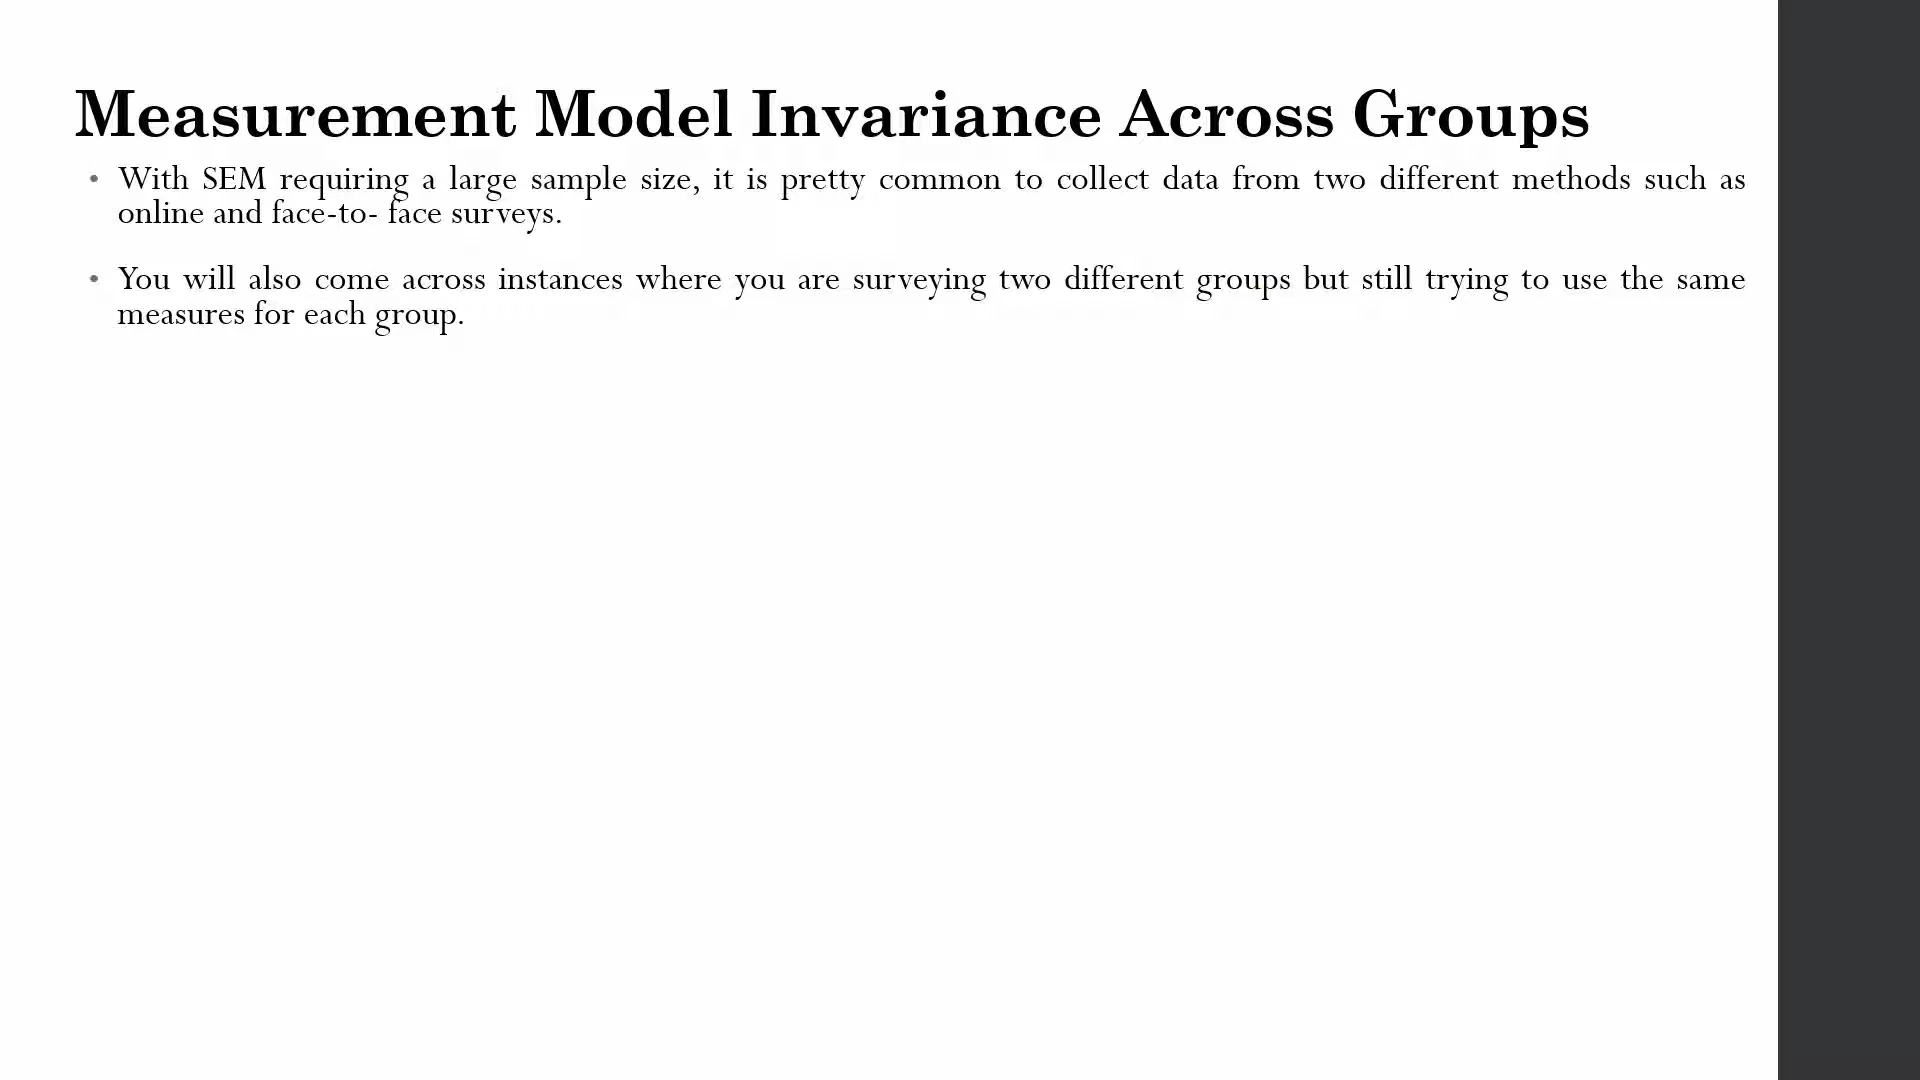 Measurement Model Invariance Across Groups
• With SEM requiring a large sample size, it is pretty common to collect data from two different methods such as
online and face-to- face surveys.
• You will also come across instances where you are surveying two different groups but still trying to use the same
measures for each group.